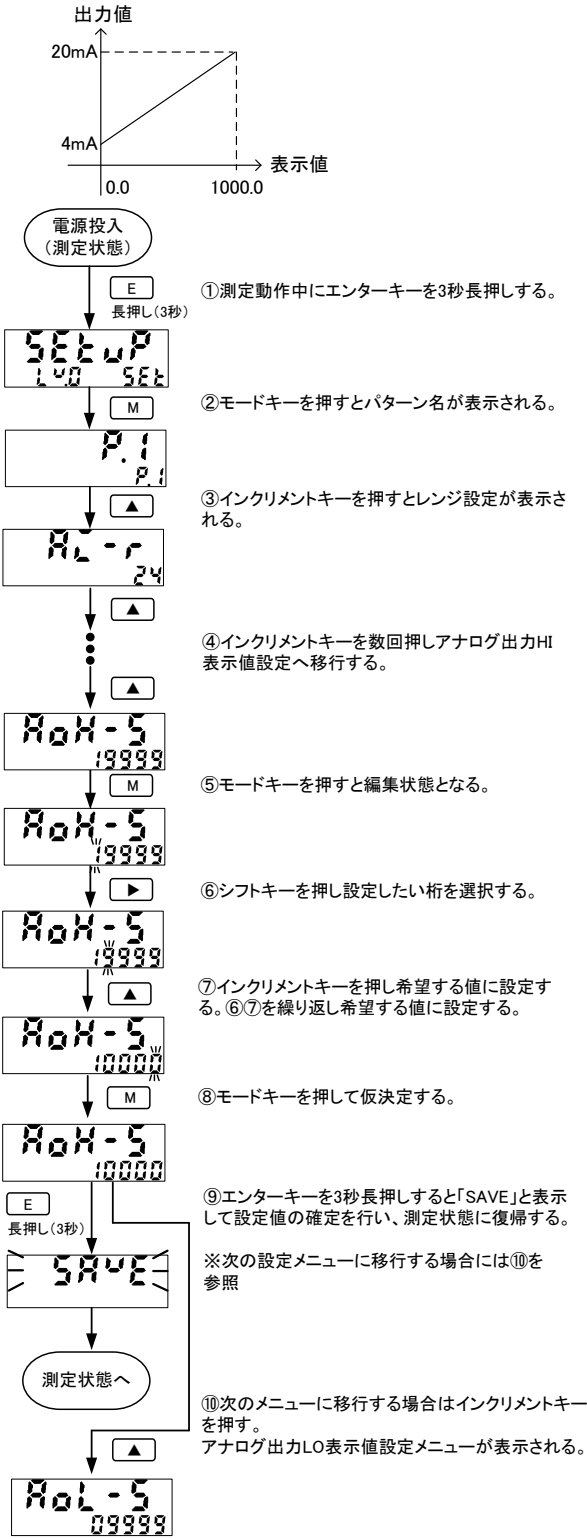 出力値
20mA
4mA
表示値
0.0
1000.0
電源投入
(測定状態)
E
長押し(3秒)
①測定動作中にエンターキーを3秒長押しする。
SEtuP
Lv.0 SEt
M
②モードキーを押すとパターン名が表示される。
P.1
P.1
▲
③インクリメントキーを押すとレンジ設定が表示さ
れる。
Ai-r
24
▲
④インクリメントキーを数回押しアナログ出力HI
表示値設定へ移行する。
▲
AoH-S
19999
M
⑤モードキーを押すと編集状態となる。
AoH-S
19999
▶
⑥シフトキーを押し設定したい桁を選択する。
AoH-S
19999
▲
⑦インクリメントキーを押し希望する値に設定す
る。⑥⑦を繰り返し希望する値に設定する。
AoH-S
10000
M
⑧モードキーを押して仮決定する。
AoH-S
10000
E
長押し(3秒)
⑨エンターキーを3秒長押しすると「SAVE」と表示
して設定値の確定を行い、測定状態に復帰する。
※次の設定メニューに移行する場合には⑩を
参照
SAvE
測定状態へ
⑩次のメニューに移行する場合はインクリメントキー
を押す。
アナログ出力LO表示値設定メニューが表示される。
▲
AoL-S
09999